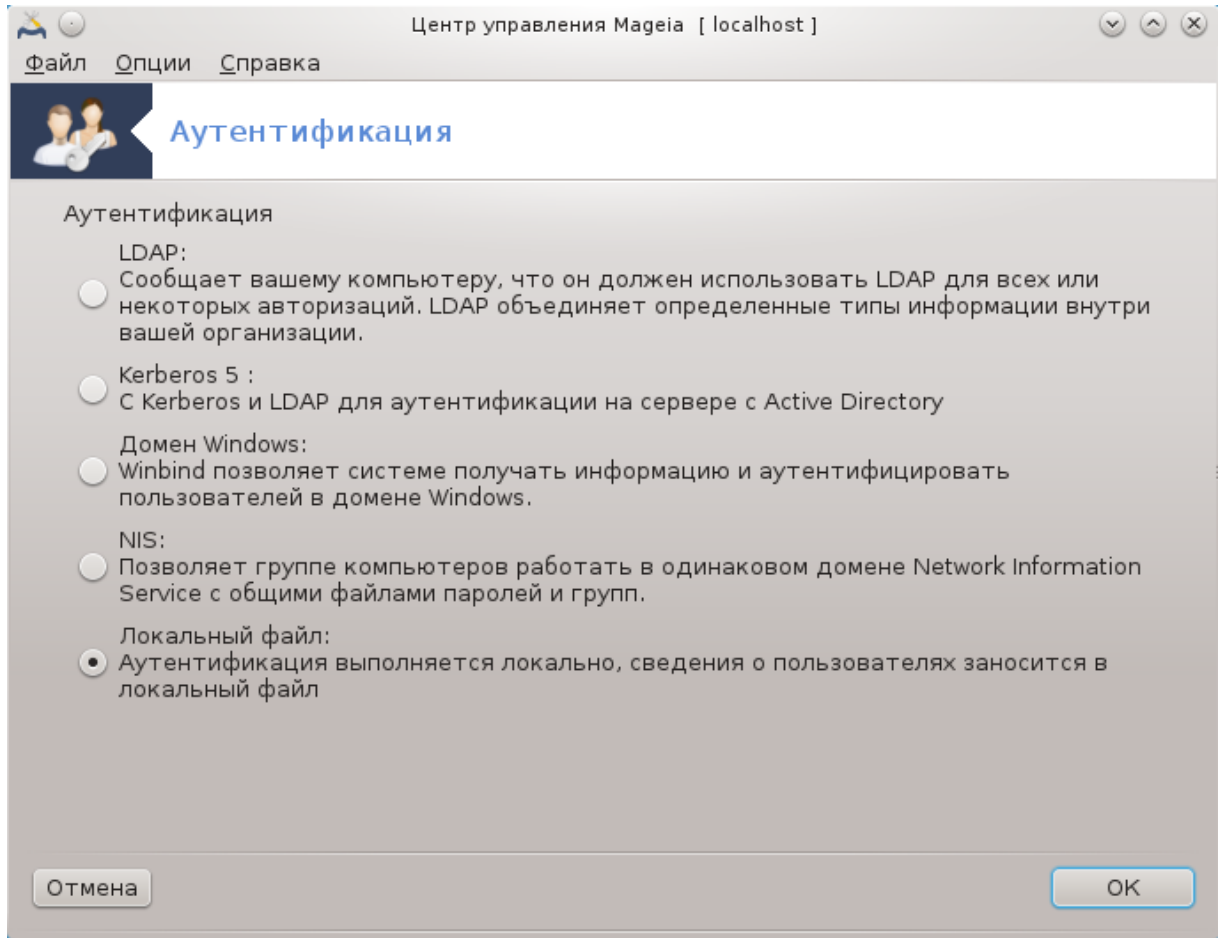 Центр управления Mageia [ localhost ]
Файл Опции Справка
Аутентификация
Аутентификация
LDAP:
Сообщает вашему компьютеру, что он должен использовать LDAP для всех или
некоторых авторизаций. LDAP объединяет определенные типы информации внутри
вашей организации.
Kerberos 5 :
С Kerberos и LDAP для аутентификации на сервере с Active Directory
Домен Windows:
Winbind позволяет системе получать информацию и аутентифицировать
пользователей в домене Windows.
NIS:
Позволяет группе компьютеров работать в одинаковом домене Network Information
Service с общими файлами паролей и групп.
Локальный файл:
Аутентификация выполняется локально, сведения о пользователях заносится в
локальный файл
Отмена
OK